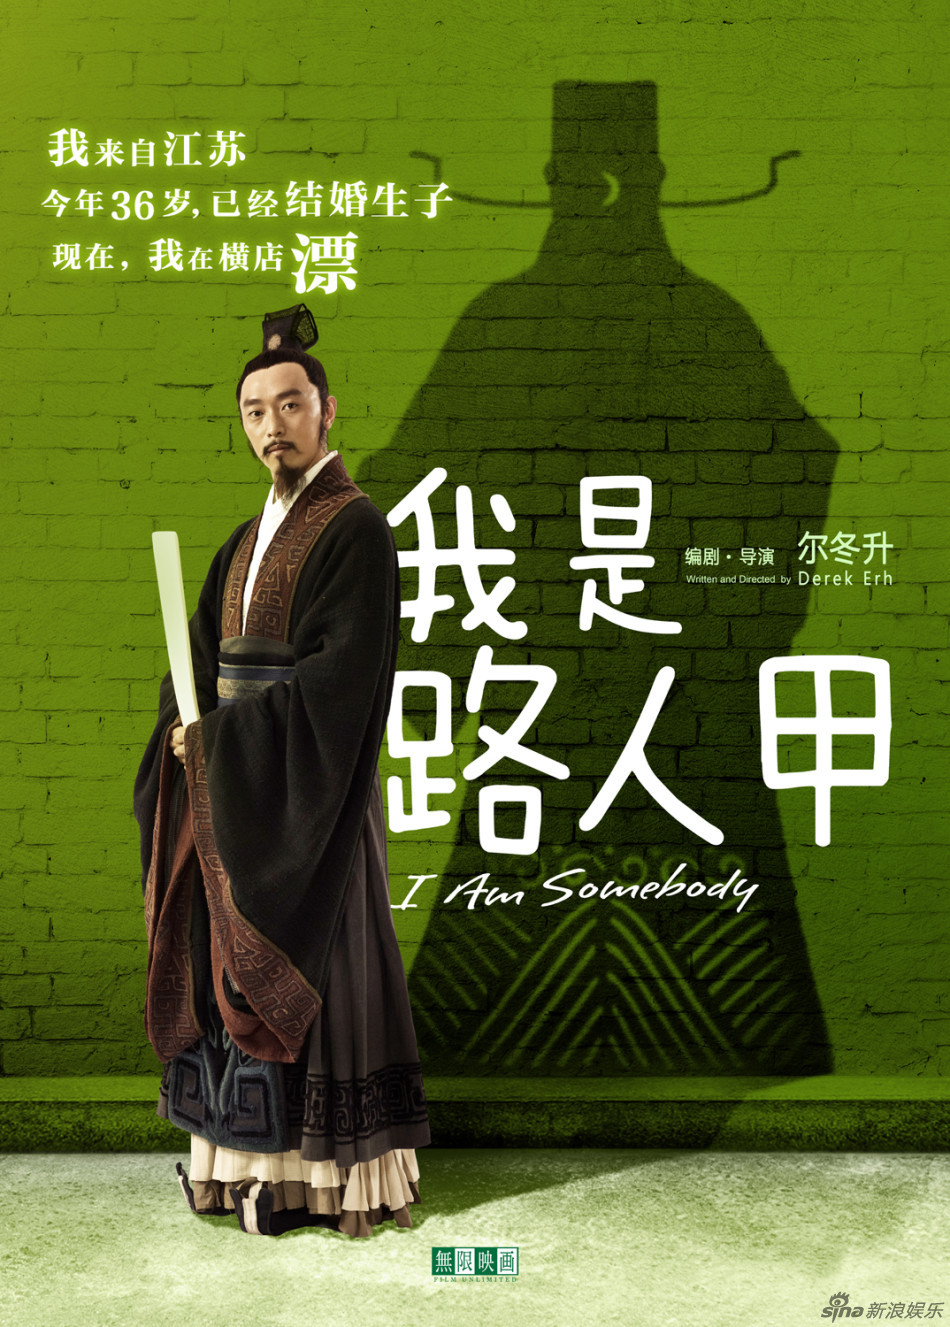 我来自江苏
今年36岁,已经结婚生子
现在，我在横店漂
我是
路人甲
编剧·导演 尔冬升
Written and Directed by Derek Erh
I Am Somebody
無限映画
FILM UNLIMITED
sina新浪娱乐